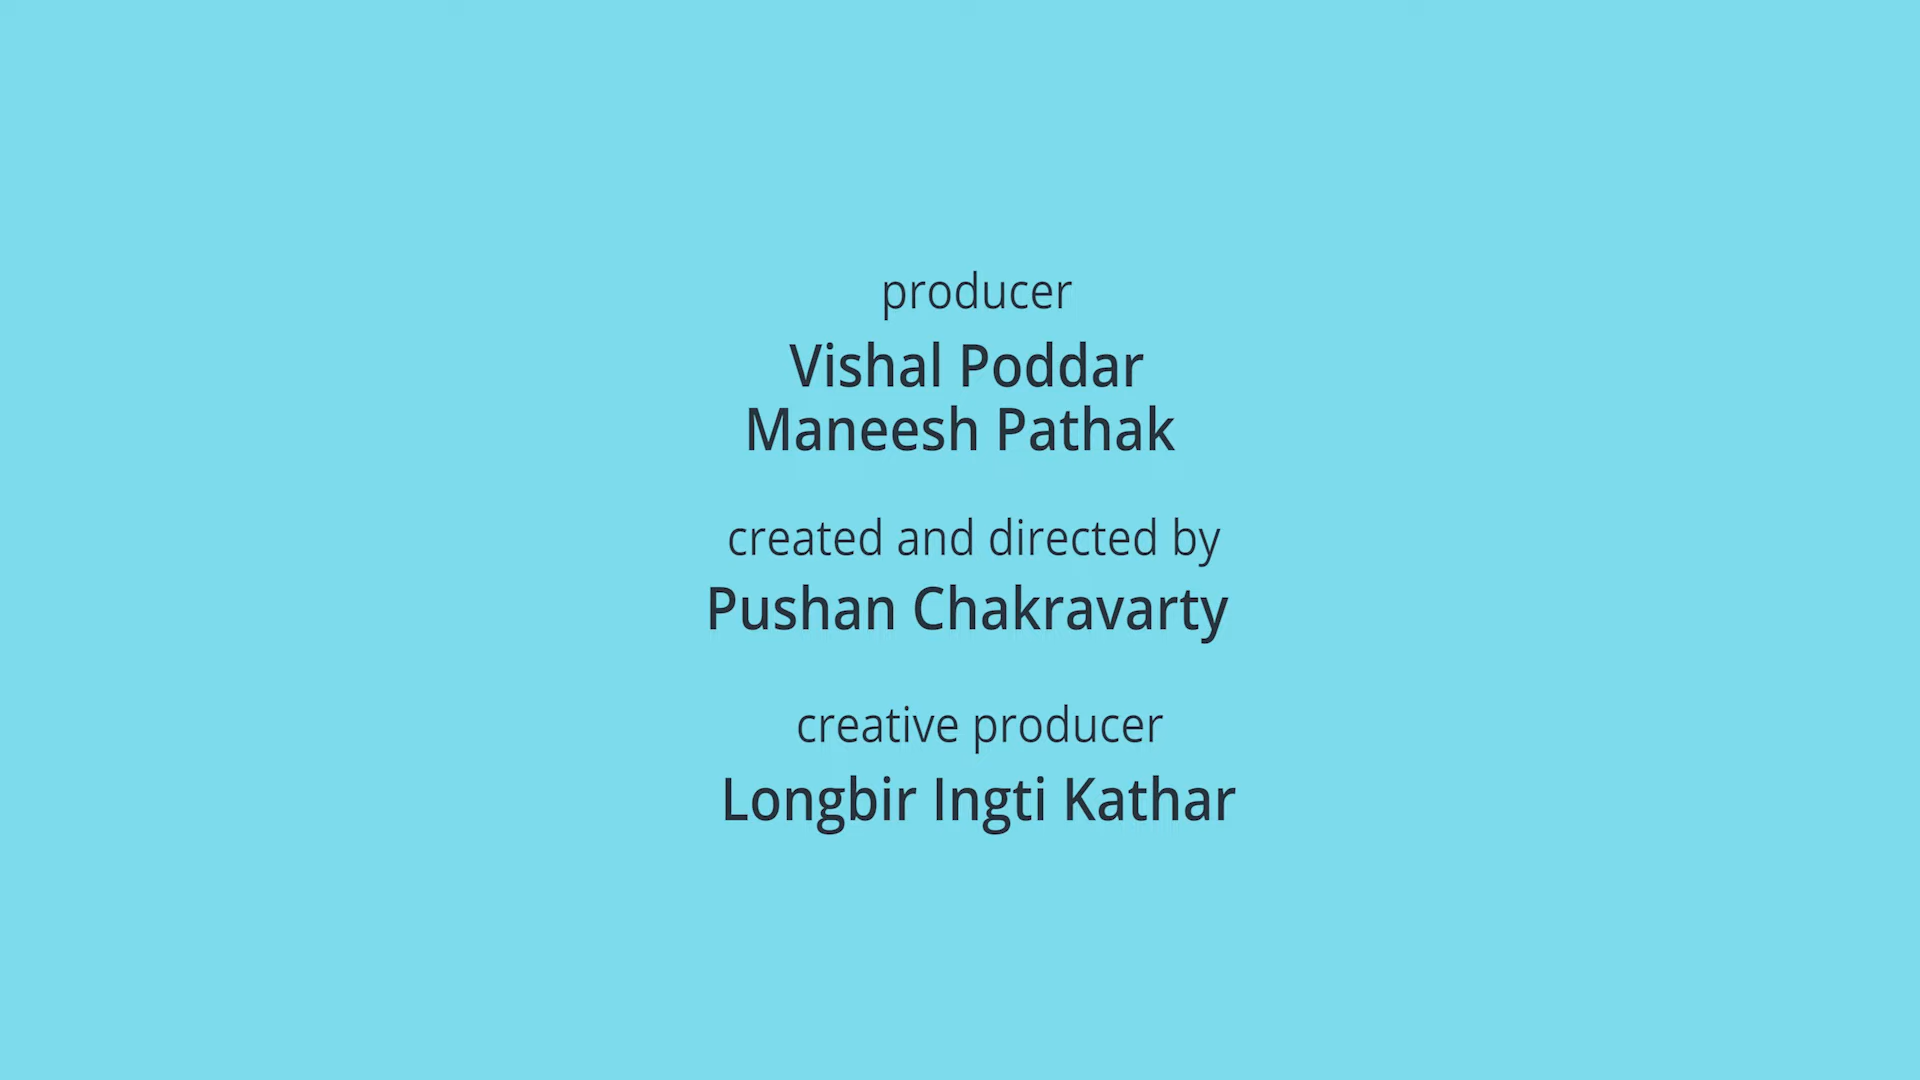 producer
Vishal Poddar
Maneesh Pathak
created and directed by
Pushan Chakravarty
creative producer
Longbir Ingti Kathar